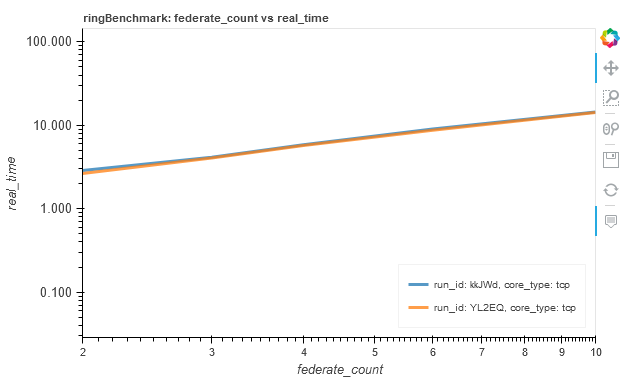 ringBenchmark: federate_count vs real_time
100.000
10.000
1.000
0.100
real_time
run_id: kkJWd, core_type: tcp
run_id: YL2EQ, core_type: tcp
2 3 4 5 6 7 8 9 10
federate_count